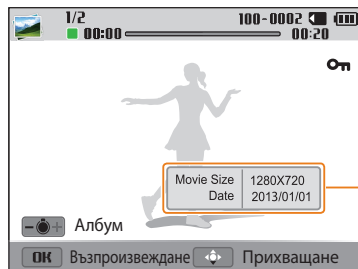 1/2 100-0002
00:00 00:20
Movie Size 1280X720
Date 2013/01/01
Албум
OK Възпроизвеждане Прихващане